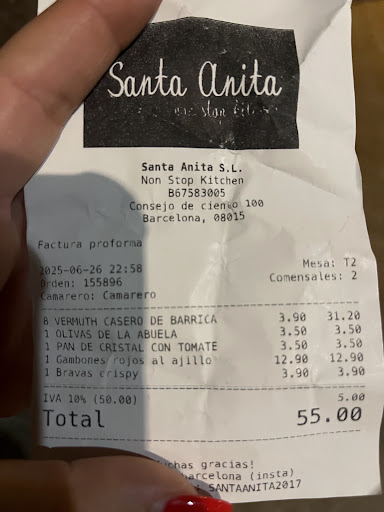 Santa Anita
non stop kitchen
Santa Anita S.L.
Non Stop Kitchen
B67583005
Consejo de ciento 100
Barcelona, 08015
Factura proforma
2025-06-26 22:58
Mesa: T2
Orden: 155896
Comensales: 2
Camarero: Camarero
8 VERMUTH CASERO DE BARRICA 3.90 31.20
1 OLIVAS DE LA ABUELA 3.50 3.50
1 PAN DE CRISTAL CON TOMATE 3.50 3.50
1 Gambones rojos al ajillo 12.90 12.90
1 Bravas crispy 3.90 3.90
IVA 10% (50.00) 5.00
Total 55.00
gracias!
barcelona (insta)
SANTAANITA2017